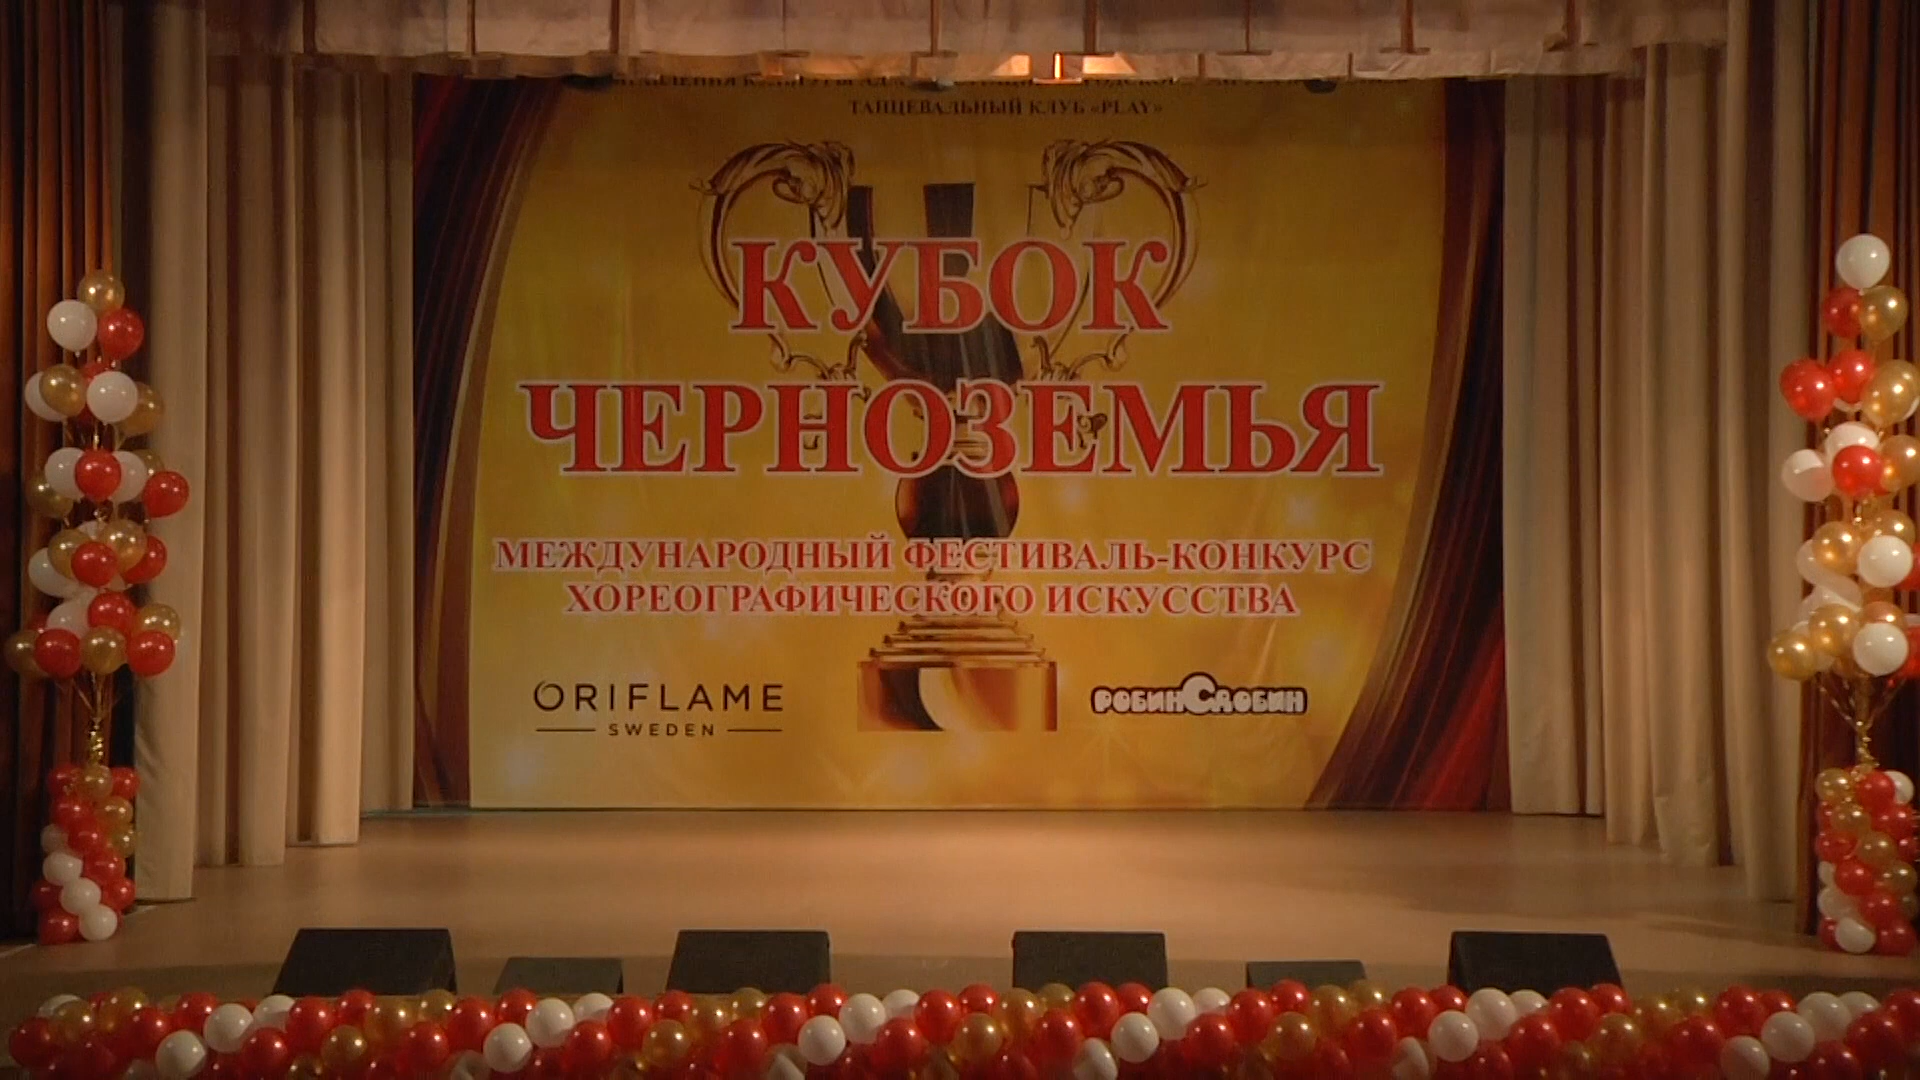 ТАНЦЕВАЛЬНЫЙ КЛУБ «PLAY»
КУБОК
ЧЕРНОЗЕМЬЯ
МЕЖДУНАРОДНЫЙ ФЕСТИВАЛЬ-КОНКУРС
ХОРЕОГРАФИЧЕСКОГО ИСКУССТВА
ORIFLAME
SWEDEN
РОБИН СДОБИН